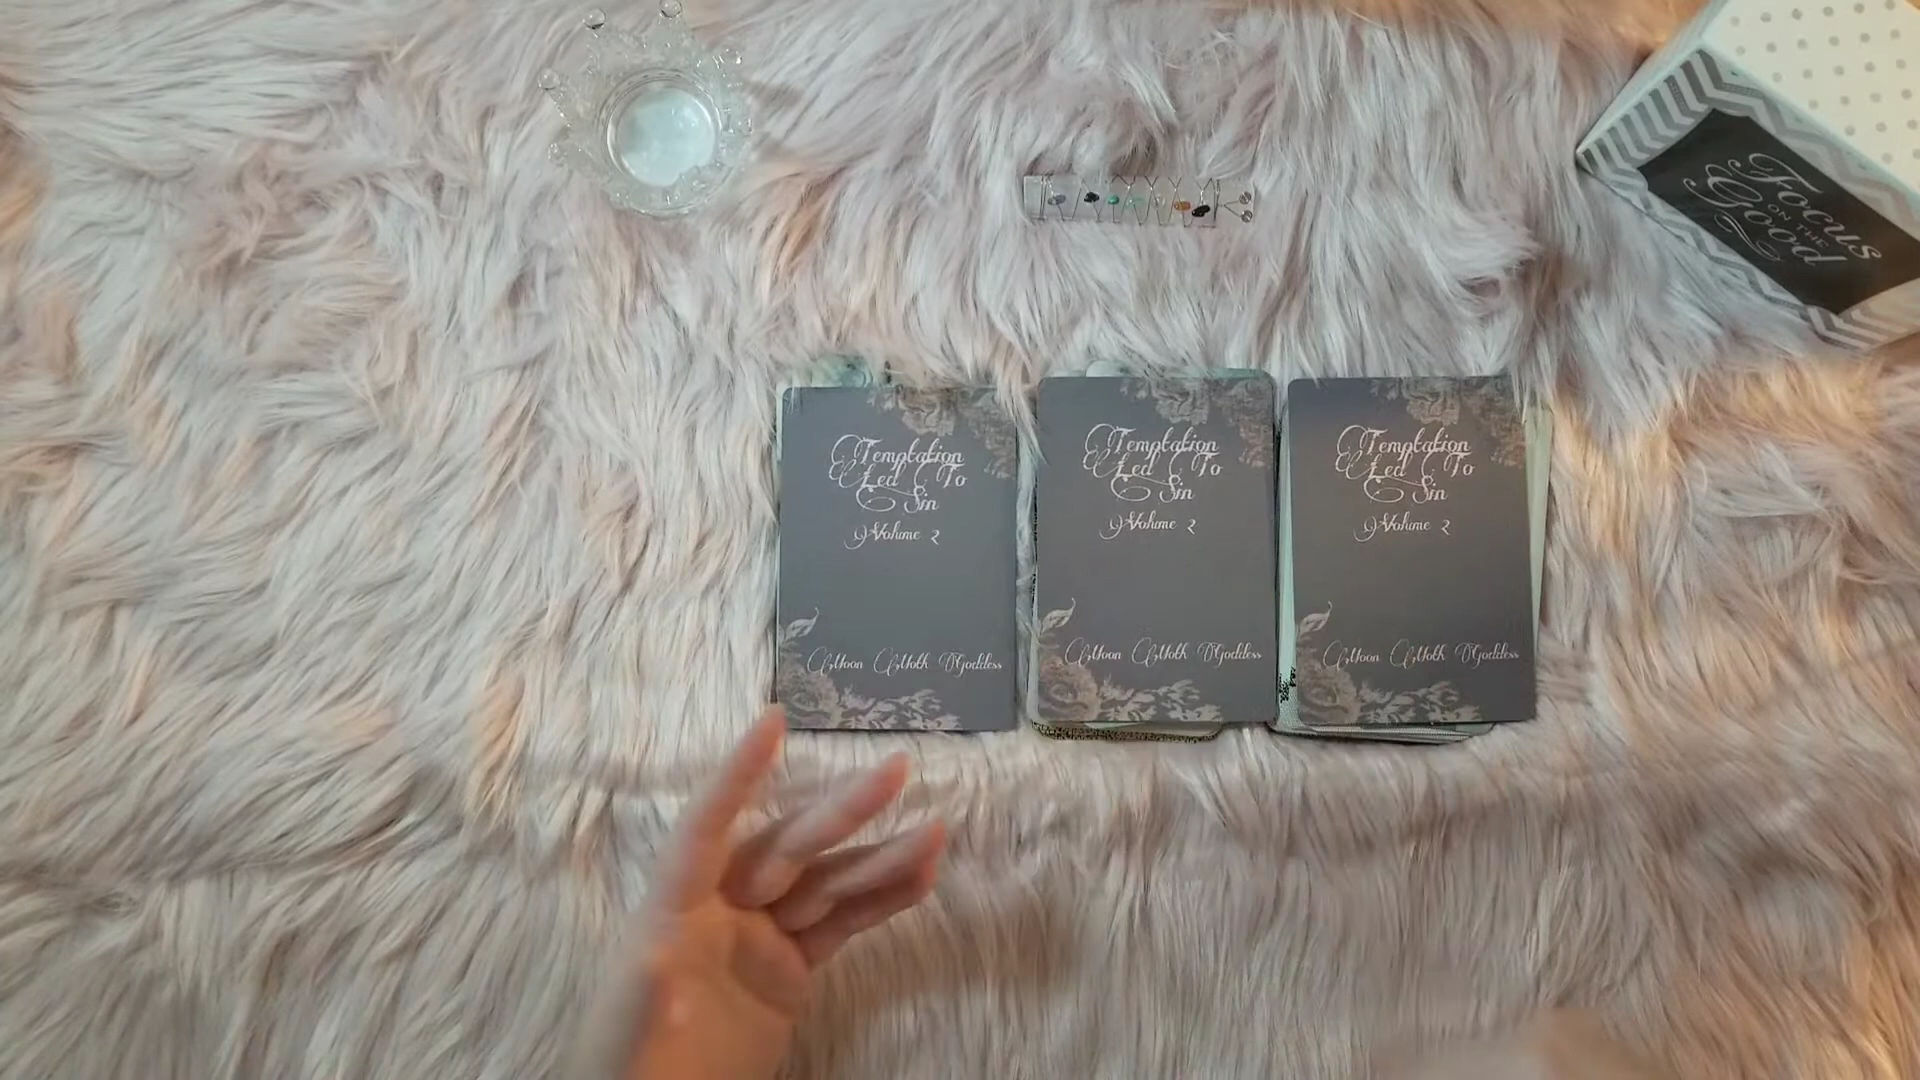 Focus
ON THE
Good
Temptation
Led To
Sin
Volume 2
Moon Moth Goddess
Temptation
Led To
Sin
Volume 2
Moon Moth Goddess
Temptation
Led To
Sin
Volume 2
Moon Moth Goddess